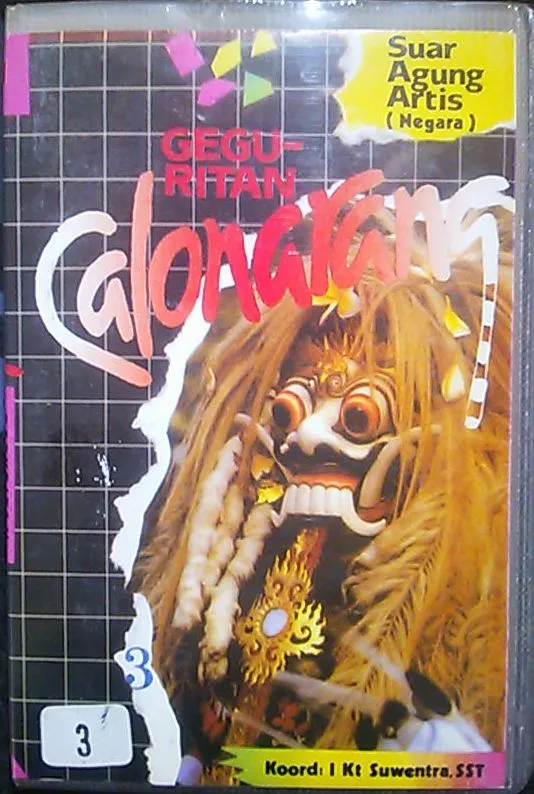 Suar
Agung
Artis
(Negara)
GEGU-
RITAN
Calonarang
3
3
Koord: I Kt Suwentra, SST